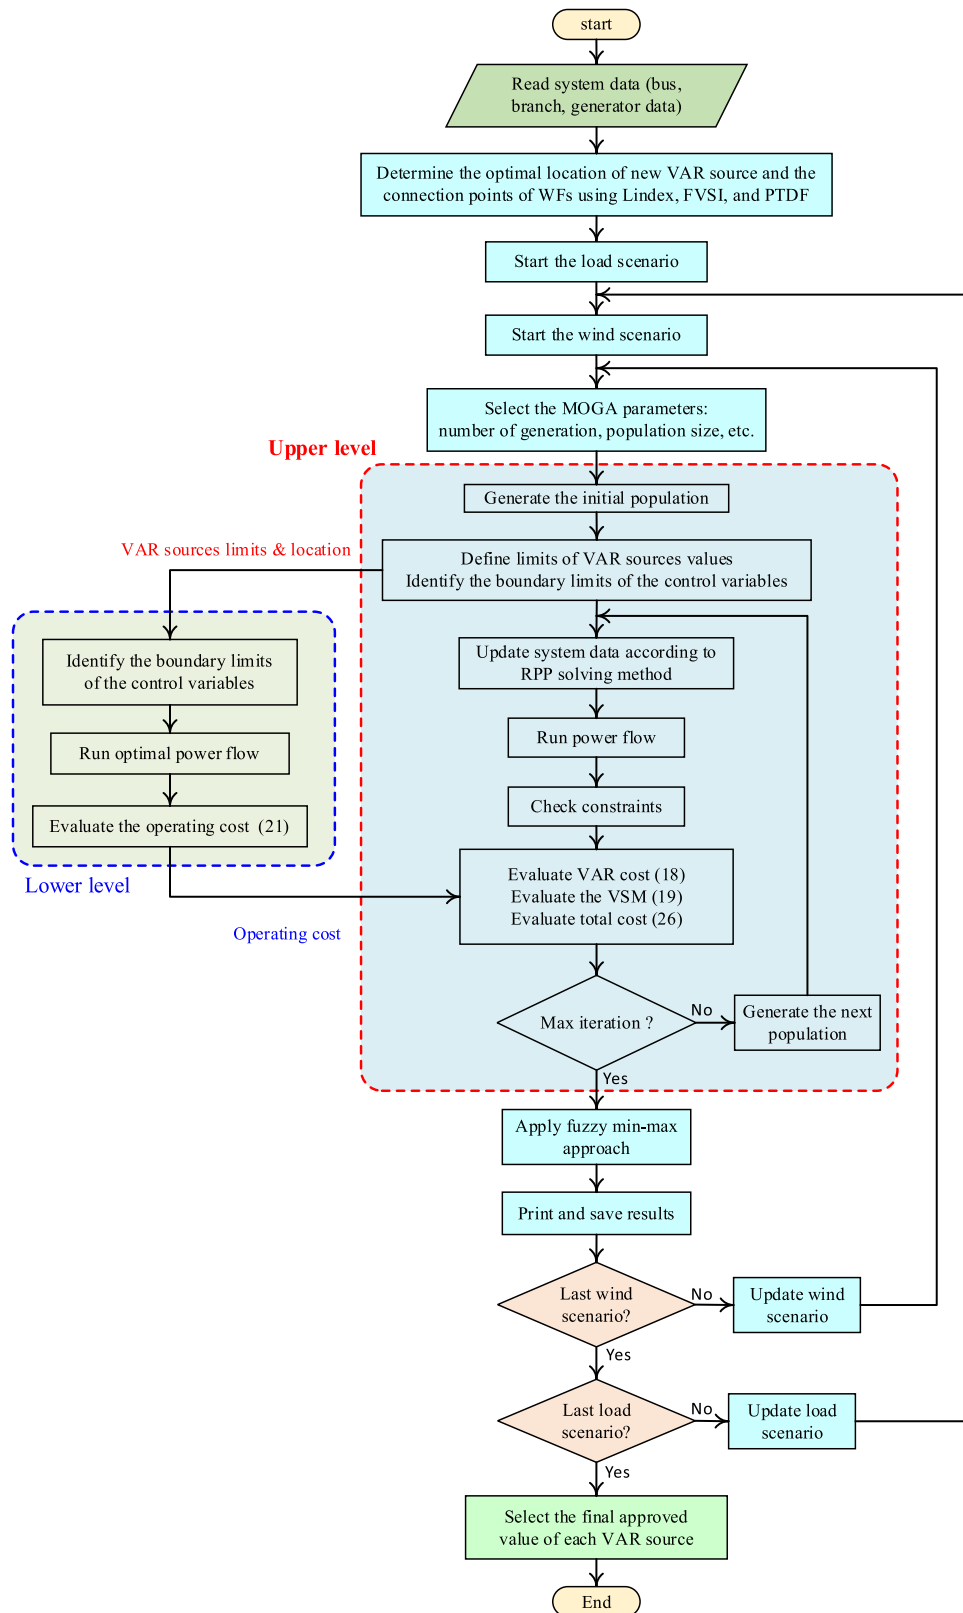 start
Read system data (bus,
branch, generator data)
Determine the optimal location of new VAR source and the
connection points of WFs using Lindex, FVSI, and PTDF
Start the load scenario
Start the wind scenario
Select the MOGA parameters:
number of generation, population size, etc.
Upper level
Generate the initial population
VAR sources limits & location
Define limits of VAR sources values
Identify the boundary limits of the control variables
Identify the boundary limits
of the control variables
Run optimal power flow
Evaluate the operating cost (21)
Lower level
Operating cost
Update system data according to
RPP solving method
Run power flow
Check constraints
Evaluate VAR cost (18)
Evaluate the VSM (19)
Evaluate total cost (26)
Max iteration ?
No
Generate the next
population
Yes
Apply fuzzy min-max
approach
Print and save results
Last wind
scenario?
No
Update wind
scenario
Yes
Last load
scenario?
No
Update load
scenario
Yes
Select the final approved
value of each VAR source
End